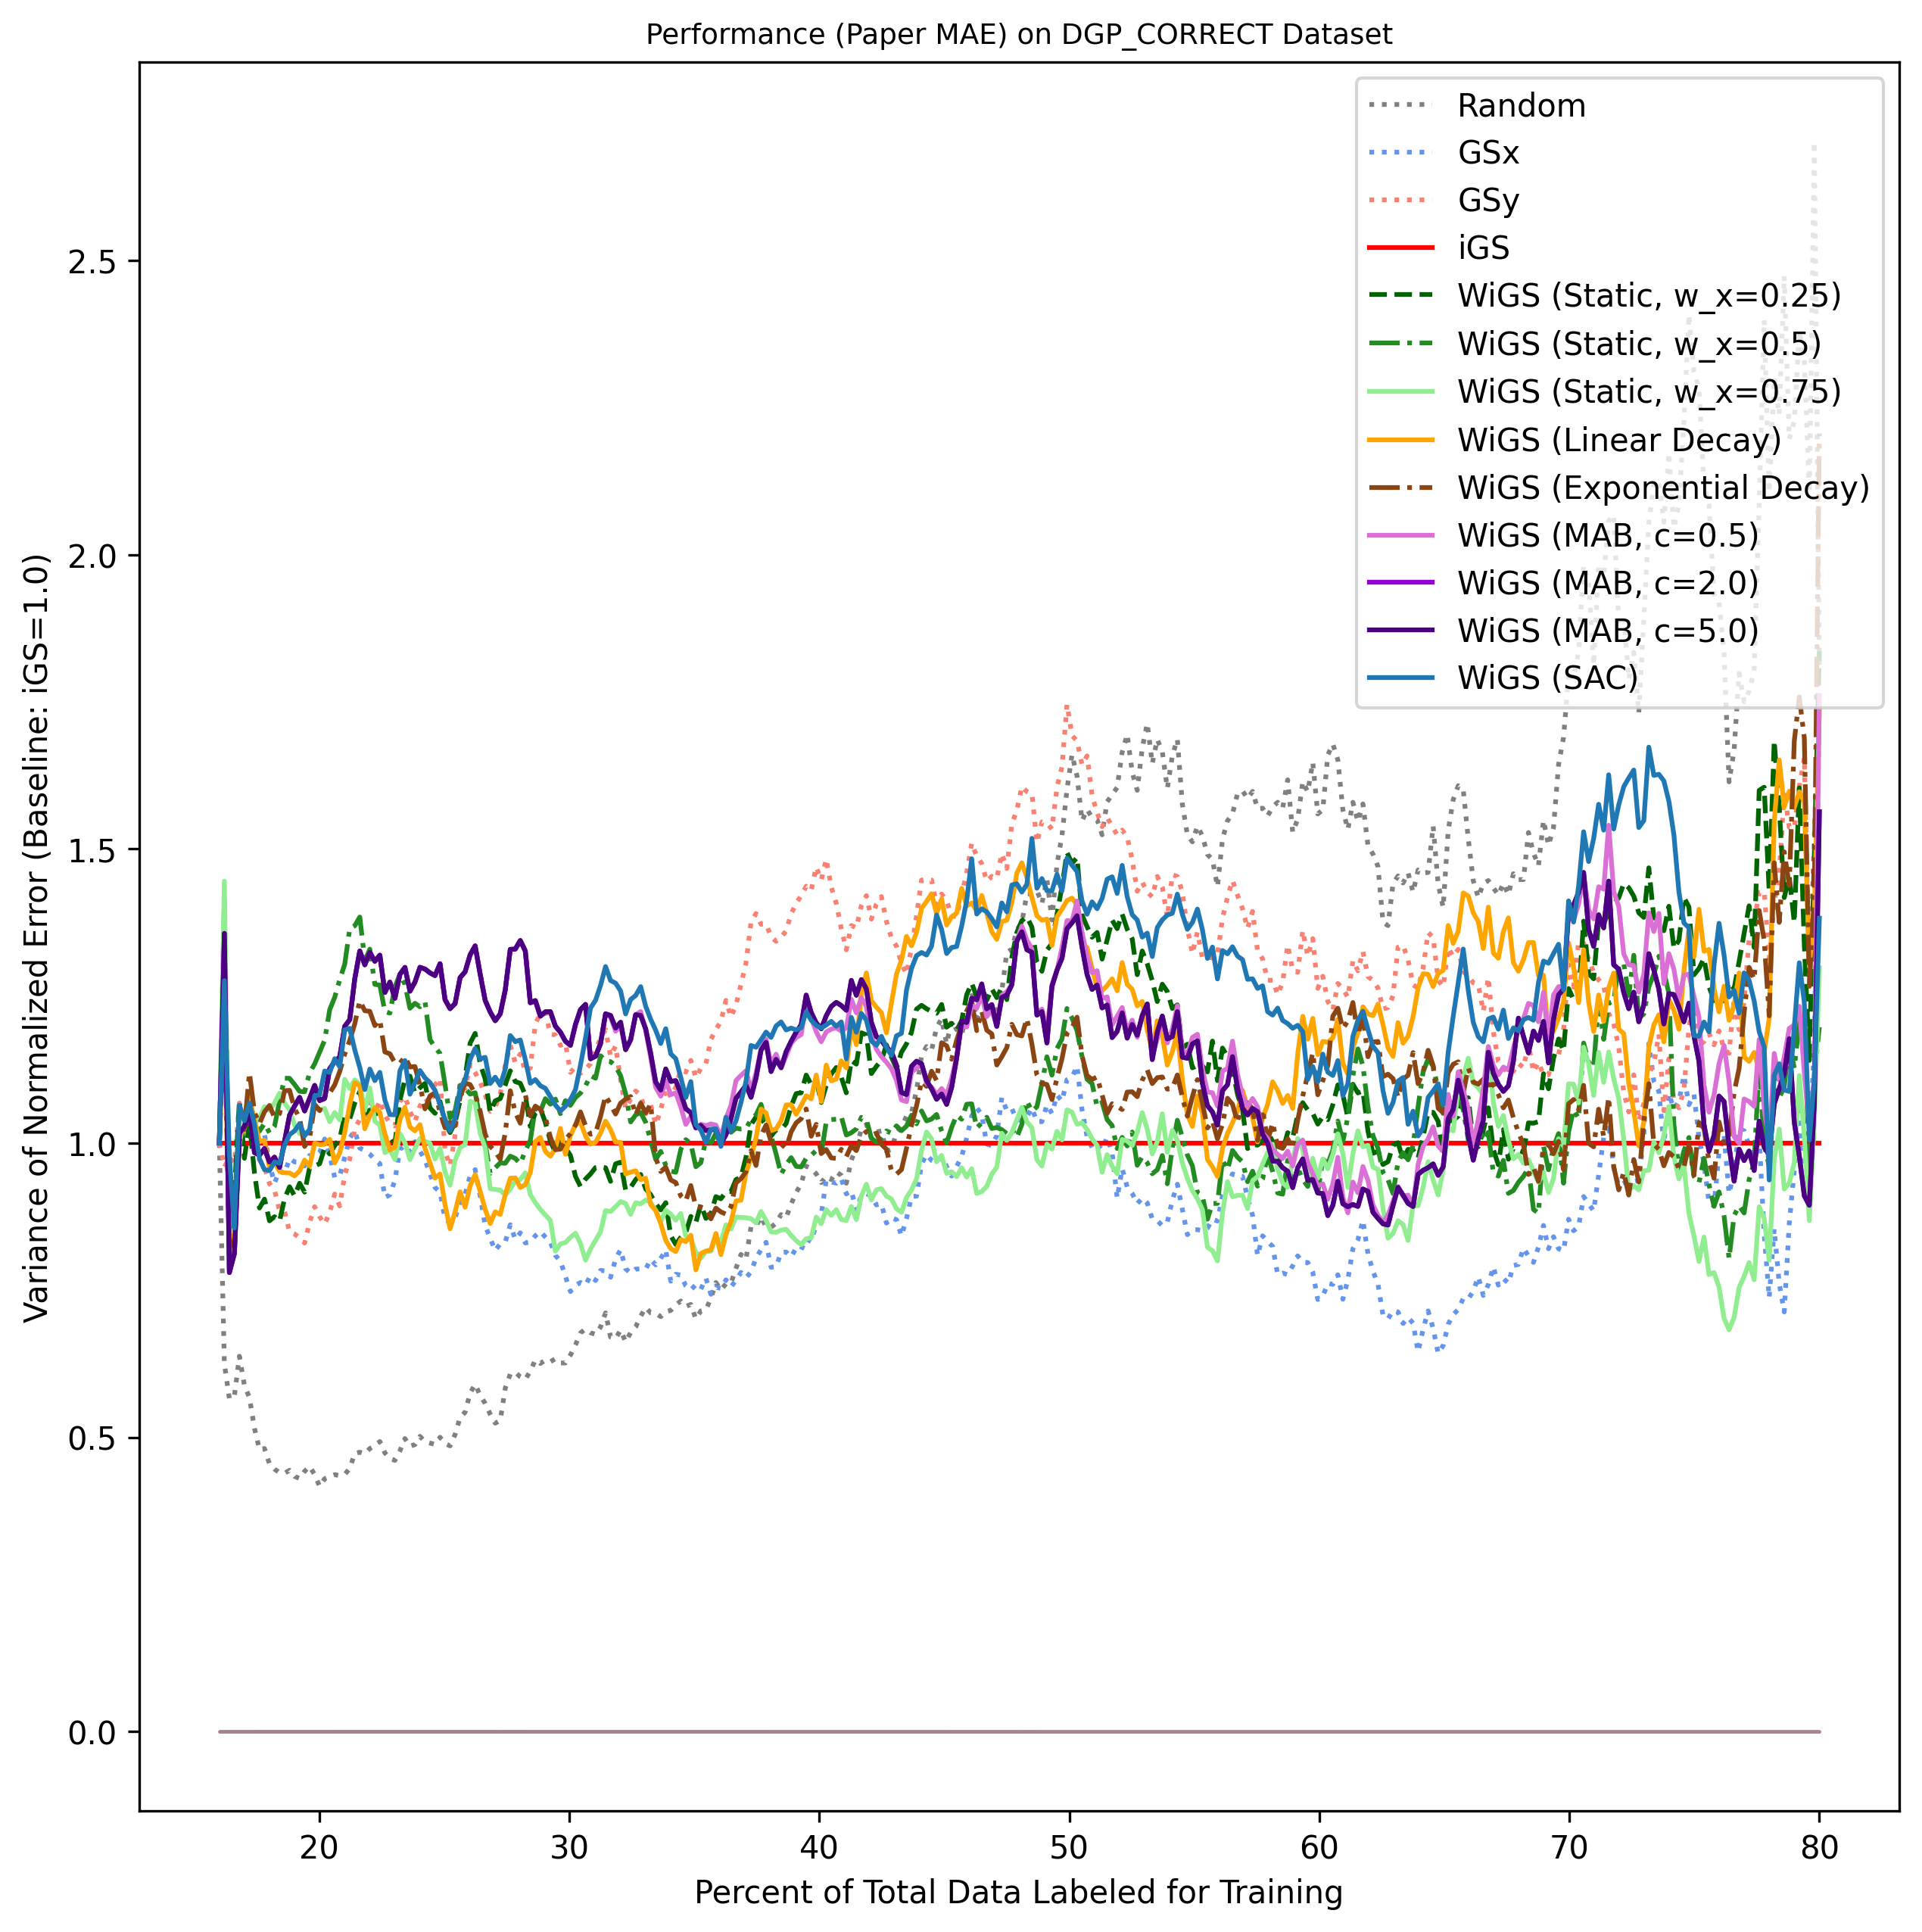 Performance (Paper MAE) on DGP_CORRECT Dataset
Variance of Normalized Error (Baseline: iGS=1.0)
2.5
2.0
1.5
1.0
0.5
0.0
Random
GSx
GSy
iGS
WiGS (Static, w_x=0.25)
WiGS (Static, w_x=0.5)
WiGS (Static, w_x=0.75)
WiGS (Linear Decay)
WiGS (Exponential Decay)
WiGS (MAB, c=0.5)
WiGS (MAB, c=2.0)
WiGS (MAB, c=5.0)
WiGS (SAC)
20 30 40 50 60 70 80
Percent of Total Data Labeled for Training